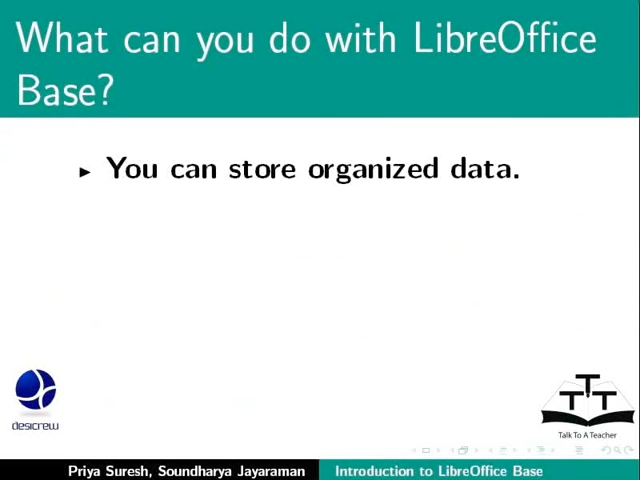 What can you do with LibreOffice
Base?
You can store organized data.
desicrew
T T T
Talk To A Teacher
Priya Suresh, Soundharya Jayaraman
Introduction to LibreOffice Base